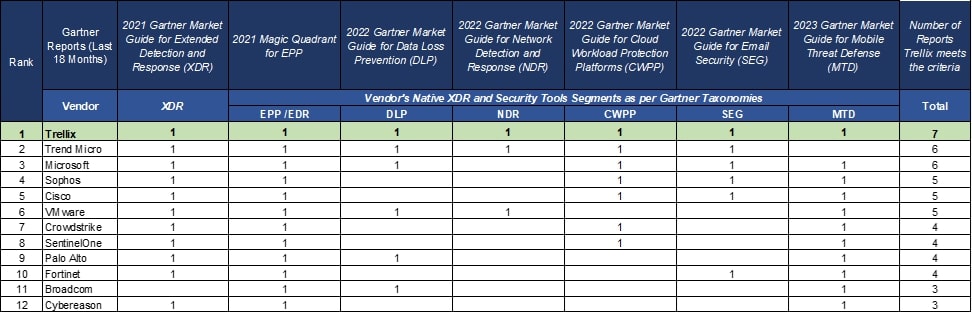 Rank
Gartner Reports (Last 18 Months)
2021 Gartner Market Guide for Extended Detection and Response (XDR)
2021 Magic Quadrant for EPP
2022 Gartner Market Guide for Data Loss Prevention (DLP)
2022 Gartner Market Guide for Network Detection and Response (NDR)
2022 Gartner Market Guide for Cloud Workload Protection Platforms (CWPP)
2022 Gartner Market Guide for Email Security (SEG)
2023 Gartner Market Guide for Mobile Threat Defense (MTD)
Number of Reports Trellix meets the criteria
Vendor XDR Vendor's Native XDR and Security Tools Segments as per Gartner Taxonomies Total
EPP /EDR DLP NDR CWPP SEG MTD
1 Trellix 1 1 1 1 1 1 1 7
2 Trend Micro 1 1 1 1 1 1 6
3 Microsoft 1 1 1 1 1 1 6
4 Sophos 1 1 1 1 1 5
5 Cisco 1 1 1 1 1 5
6 VMware 1 1 1 1 1 5
7 Crowdstrike 1 1 1 1 4
8 SentinelOne 1 1 1 1 4
9 Palo Alto 1 1 1 1 4
10 Fortinet 1 1 1 1 4
11 Broadcom 1 1 1 3
12 Cybereason 1 1 1 3